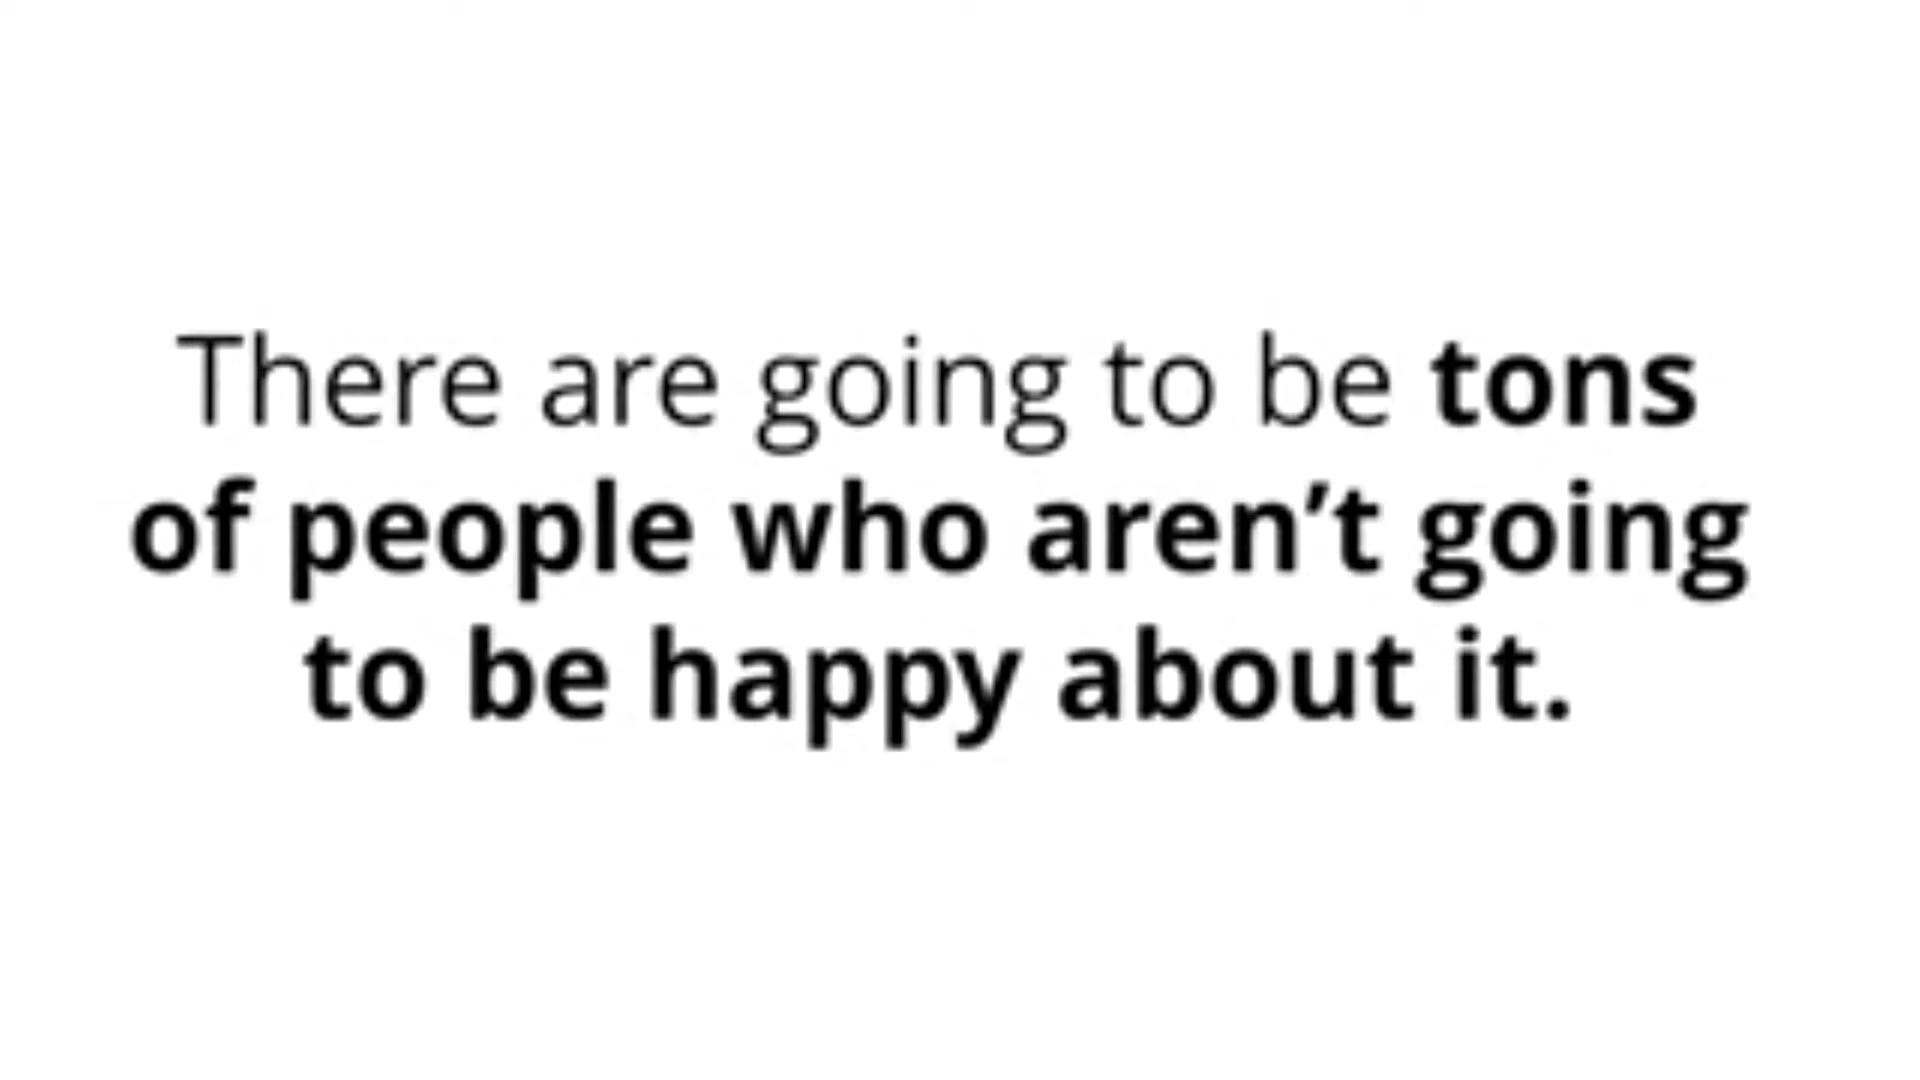 There are going to be tons
of people who aren’t going
to be happy about it.